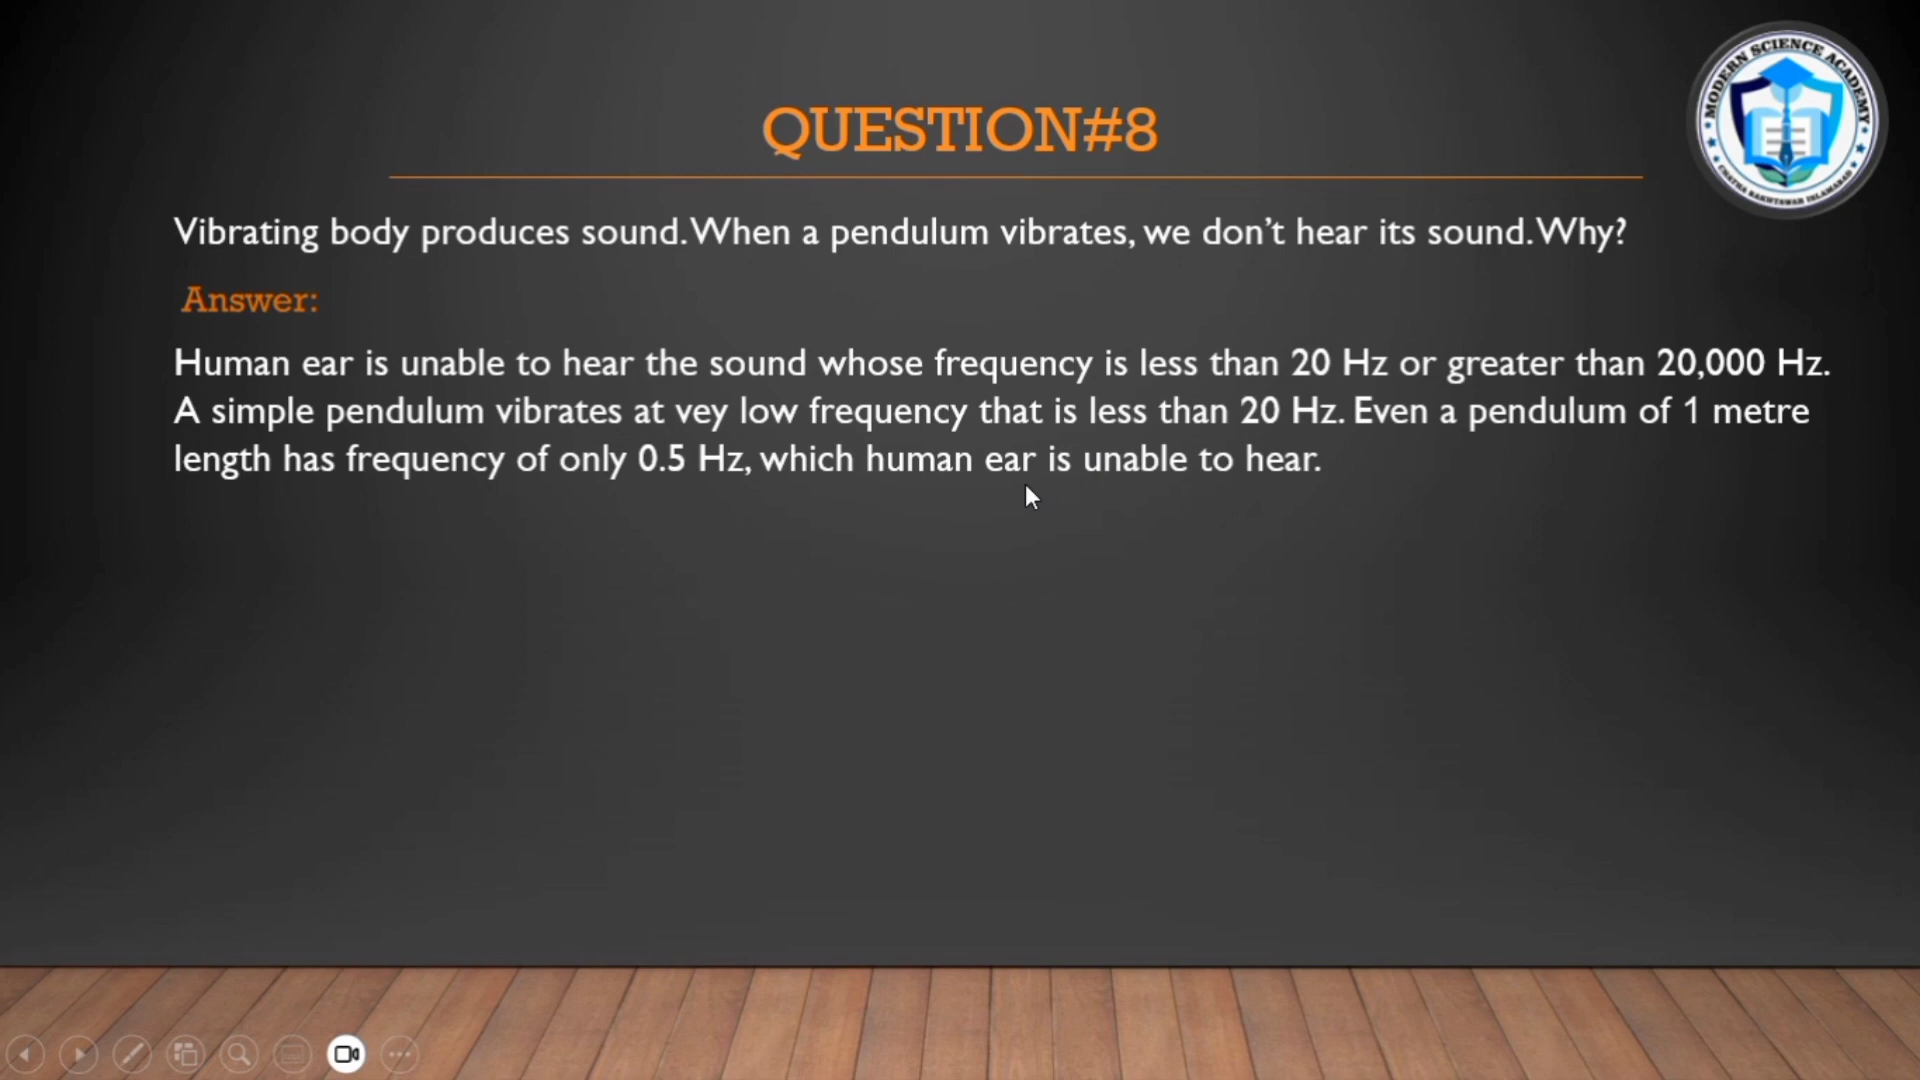 MODERN SCIENCE ACADEMY
CHATHA BAKHTAWAR ISLAMABAD
QUESTION#8
Vibrating body produces sound. When a pendulum vibrates, we don’t hear its sound. Why?
Answer:
Human ear is unable to hear the sound whose frequency is less than 20 Hz or greater than 20,000 Hz.
A simple pendulum vibrates at vey low frequency that is less than 20 Hz. Even a pendulum of 1 metre
length has frequency of only 0.5 Hz, which human ear is unable to hear.